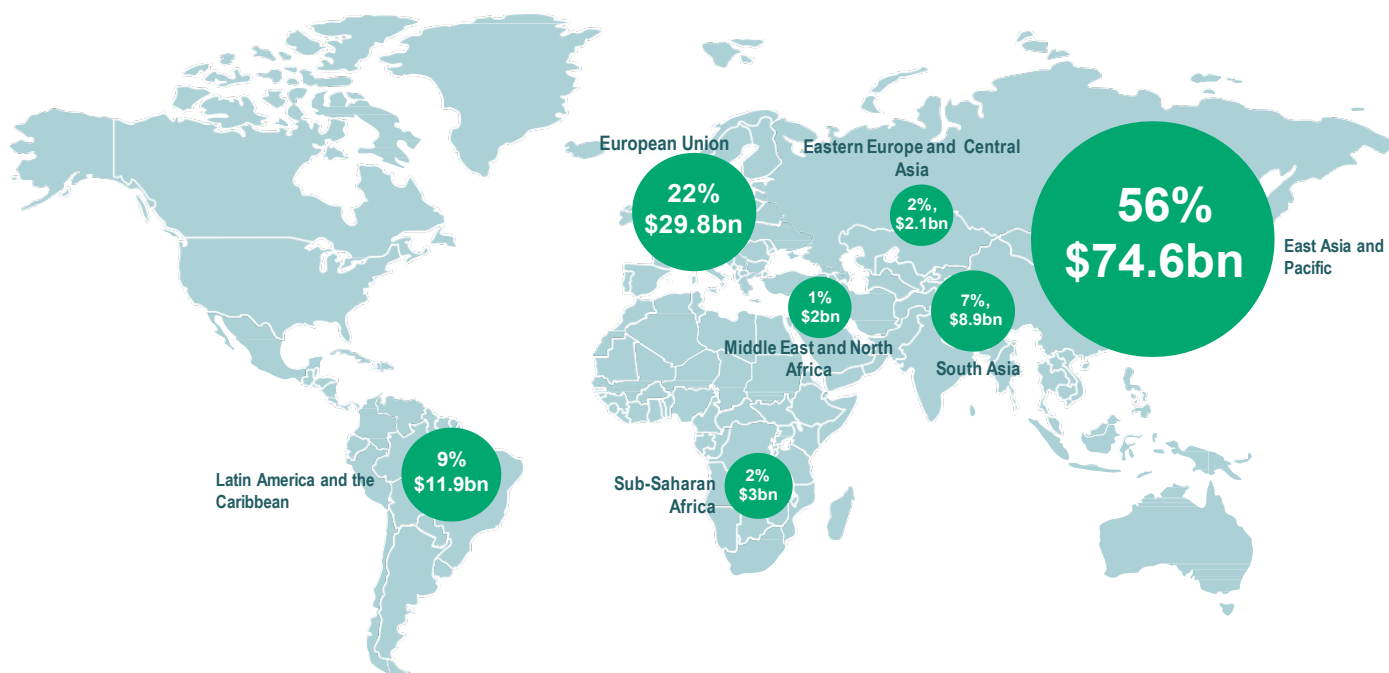 European Union
22%
$29.8bn
Eastern Europe and Central
Asia
2%,
$2.1bn
56%
$74.6bn
East Asia and
Pacific
1%
$2bn
Middle East and North
Africa
7%,
$8.9bn
South Asia
9%
$11.9bn
Latin America and the
Caribbean
2%
$3bn
Sub-Saharan
Africa